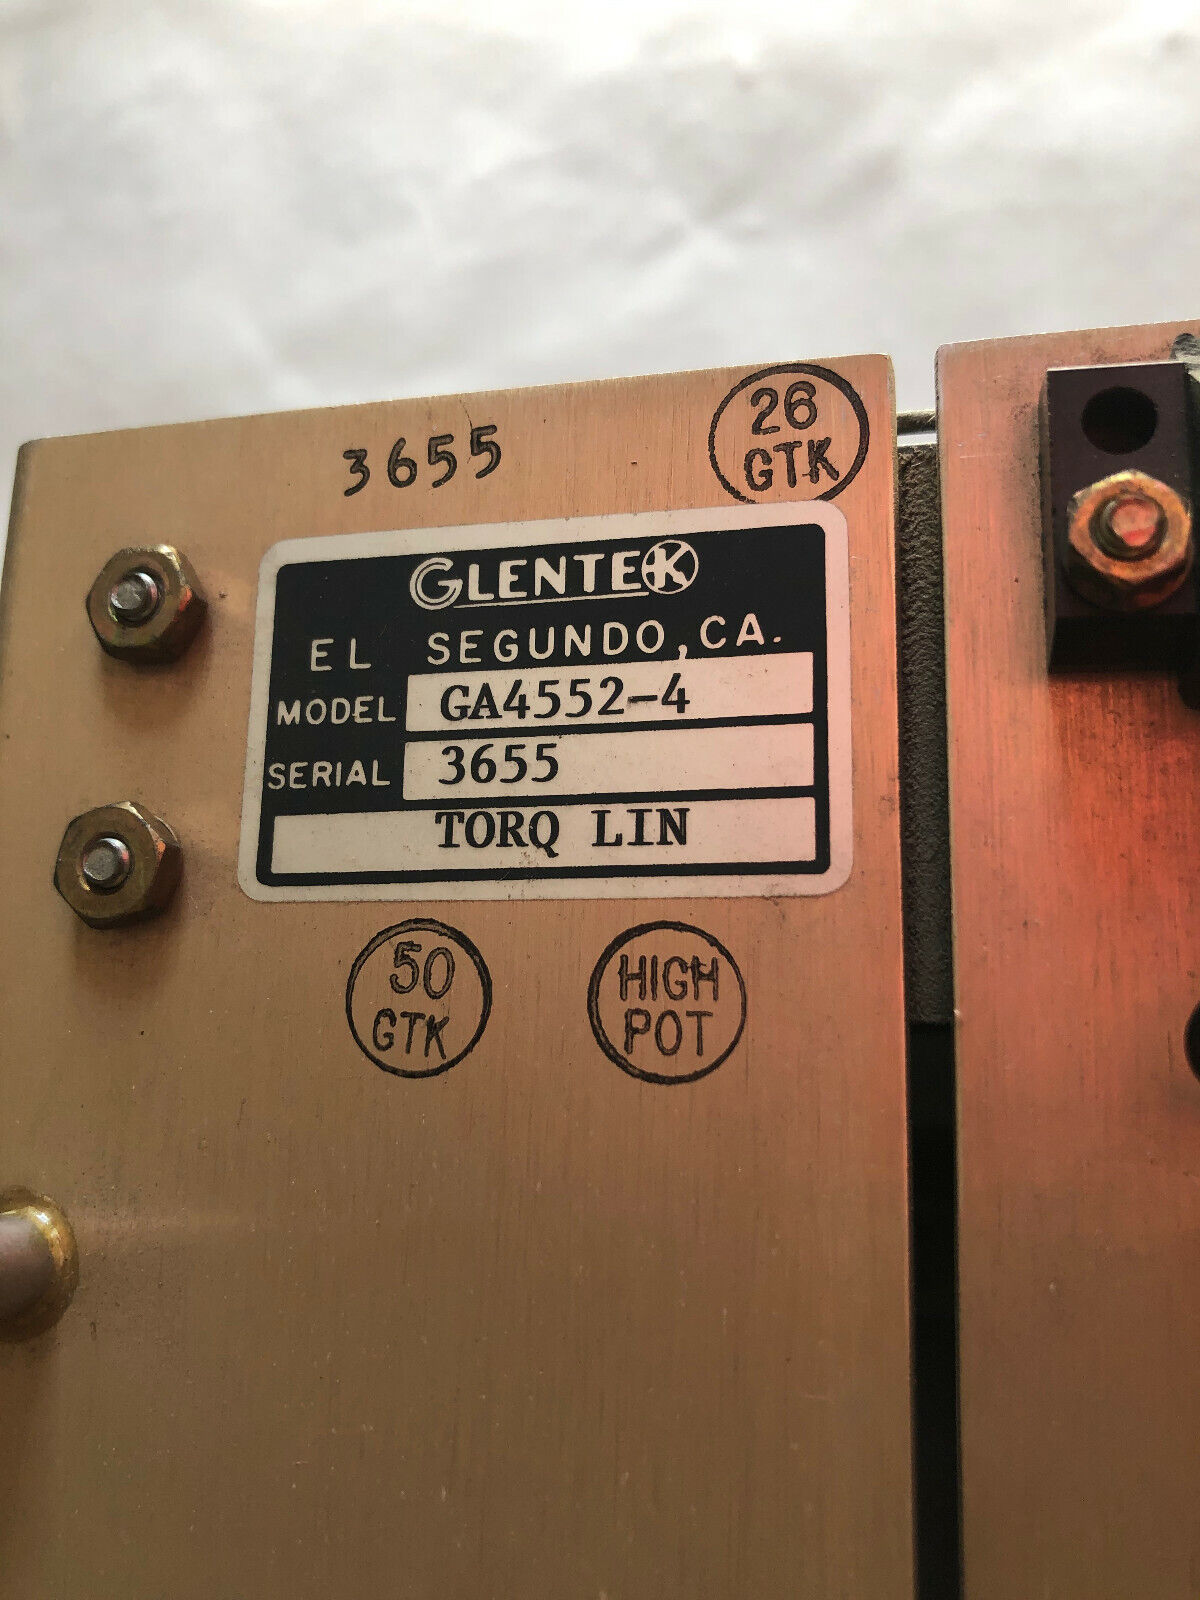 3655
26
GTK
GLENTEK
EL SEGUNDO, CA.
MODEL GA4552-4
SERIAL 3655
TORQ LIN
50
GTK
HIGH
POT